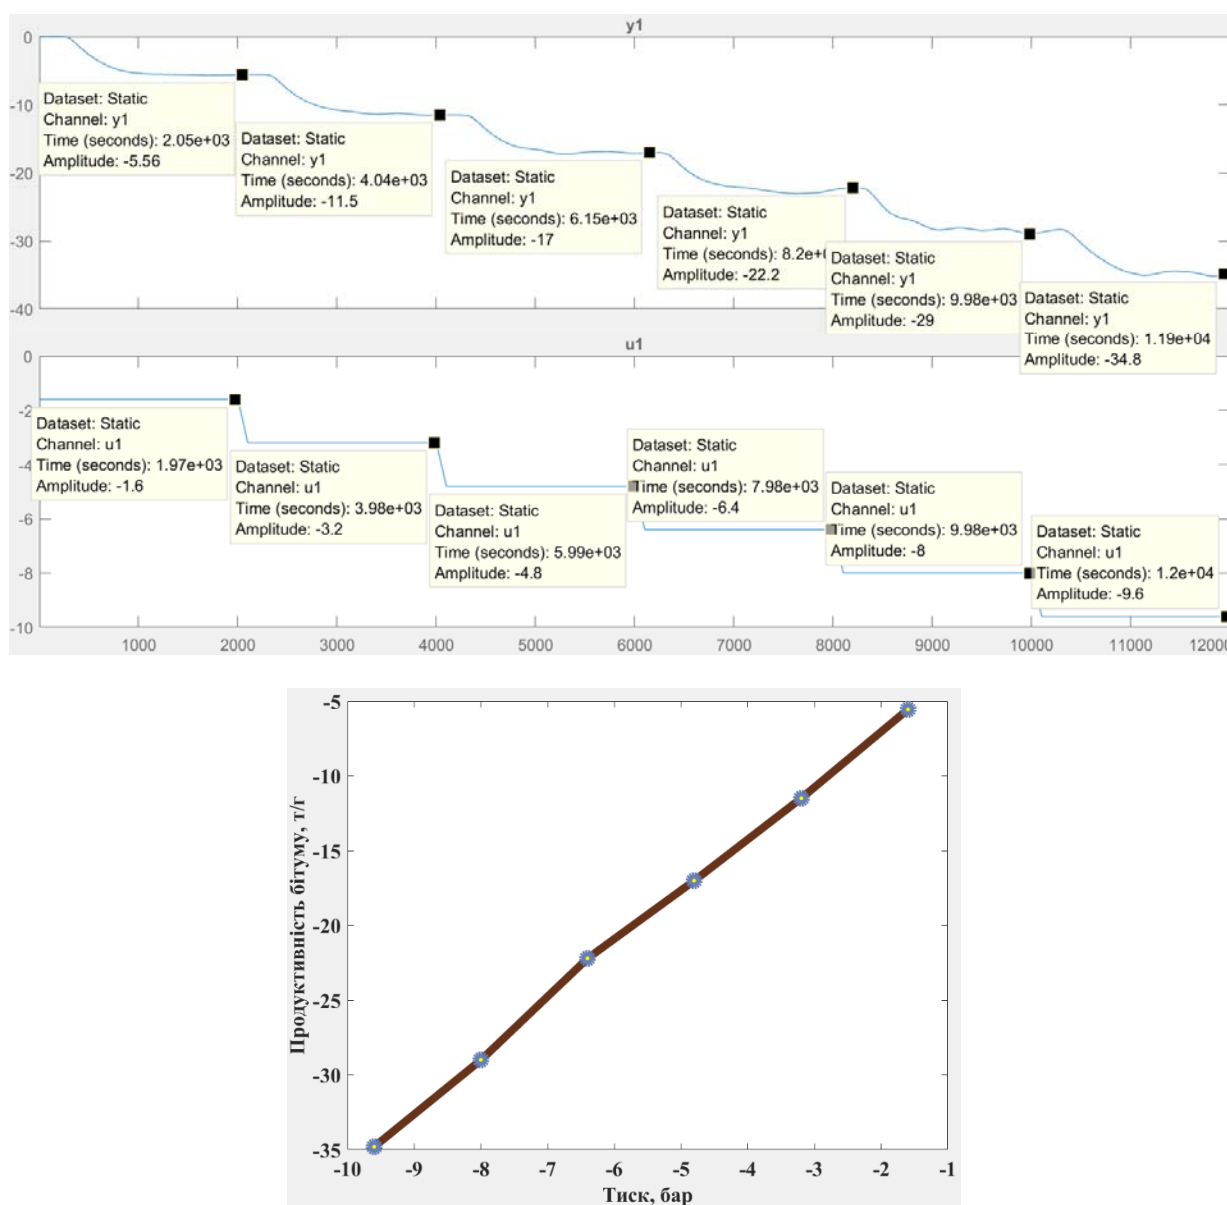 y1
0
-10
-20
-30
-40
Dataset: Static
Channel: y1
Time (seconds): 2.05e+03
Amplitude: -5.56
Dataset: Static
Channel: y1
Time (seconds): 4.04e+03
Amplitude: -11.5
Dataset: Static
Channel: y1
Time (seconds): 6.15e+03
Amplitude: -17
Dataset: Static
Channel: y1
Time (seconds): 8.2e+
Amplitude: -22.2
Dataset: Static
Channel: y1
Time (seconds): 9.98e+03
Amplitude: -29
Dataset: Static
Channel: y1
Time (seconds): 1.19e+04
Amplitude: -34.8
u1
0
-2
-4
-6
-8
-10
Dataset: Static
Channel: u1
Time (seconds): 1.97e+03
Amplitude: -1.6
Dataset: Static
Channel: u1
Time (seconds): 3.98e+03
Amplitude: -3.2
Dataset: Static
Channel: u1
Time (seconds): 5.99e+03
Amplitude: -4.8
Dataset: Static
Channel: u1
Time (seconds): 7.98e+03
Amplitude: -6.4
Dataset: Static
Channel: u1
Time (seconds): 9.98e+03
Amplitude: -8
Dataset: Static
Channel: u1
Time (seconds): 1.2e+04
Amplitude: -9.6
1000 2000 3000 4000 5000 6000 7000 8000 9000 10000 11000 12000
Продуктивність бітуму, т/г
-5
-10
-15
-20
-25
-30
-35
-10 -9 -8 -7 -6 -5 -4 -3 -2 -1
Тиск, бар